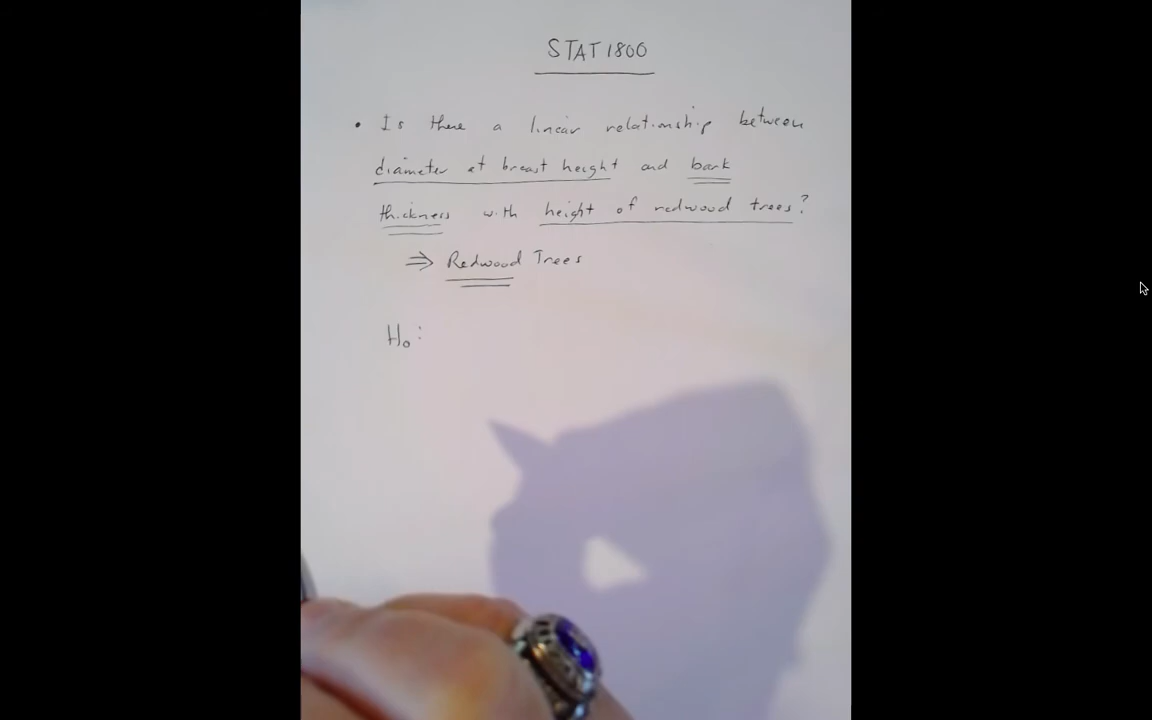 STAT 1800
• Is there a linear relationship between
diameter at breast height and bark
thickness with height of redwood trees?
⇒ Redwood Trees
H₀: